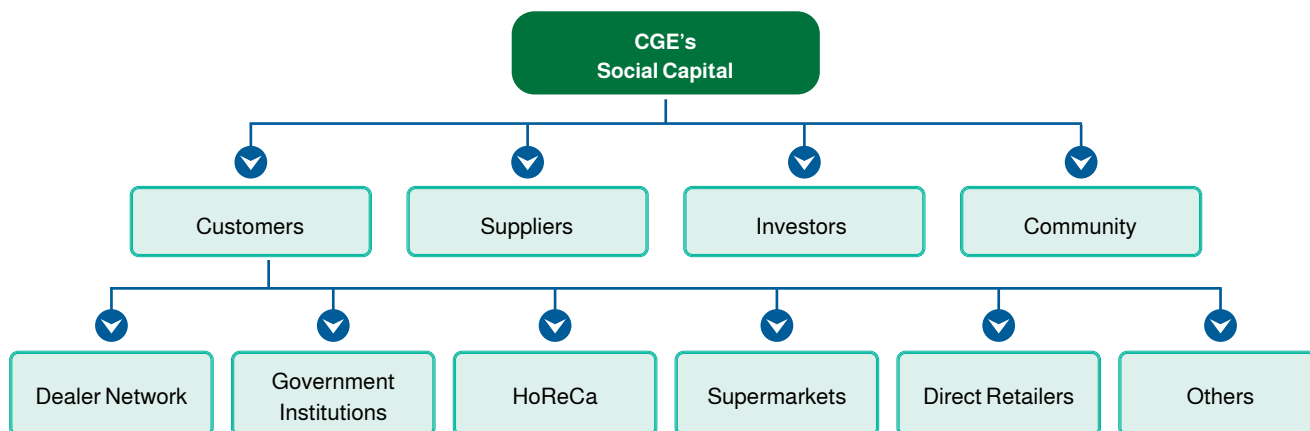 CGE’s
Social Capital
Customers
Suppliers
Investors
Community
Dealer Network
Government
Institutions
HoReCa
Supermarkets
Direct Retailers
Others